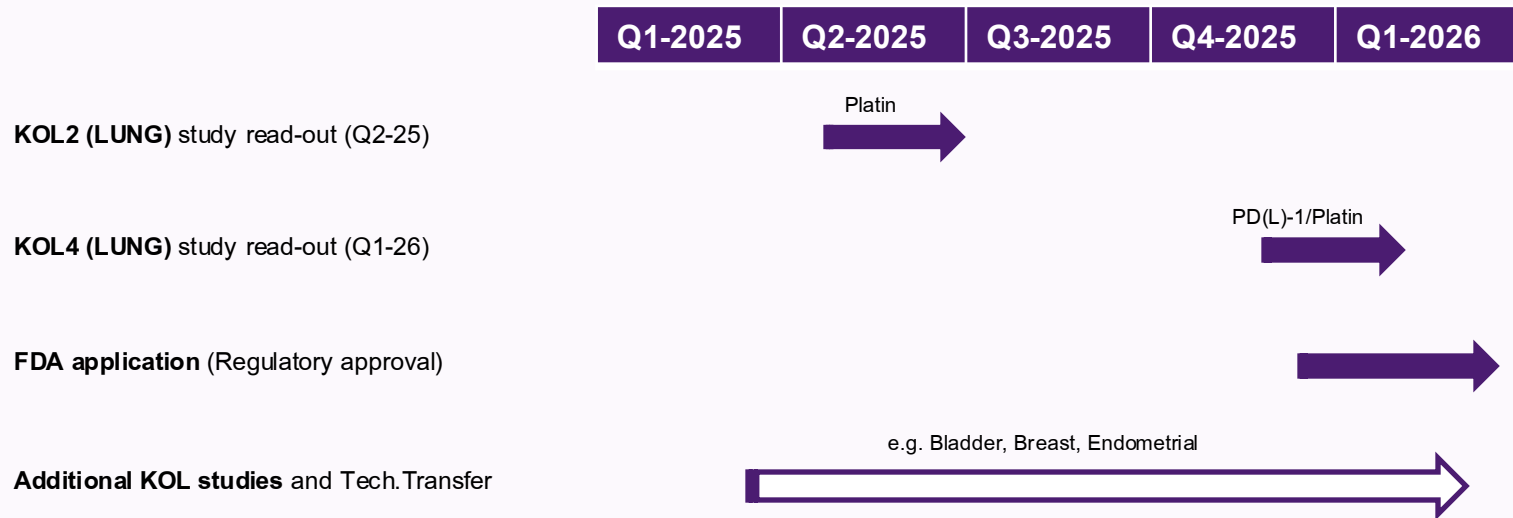 Q1-2025 Q2-2025 Q3-2025 Q4-2025 Q1-2026
Platin
KOL2 (LUNG) study read-out (Q2-25)
PD(L)-1/Platin
KOL4 (LUNG) study read-out (Q1-26)
FDA application (Regulatory approval)
e.g. Bladder, Breast, Endometrial
Additional KOL studies and Tech.Transfer